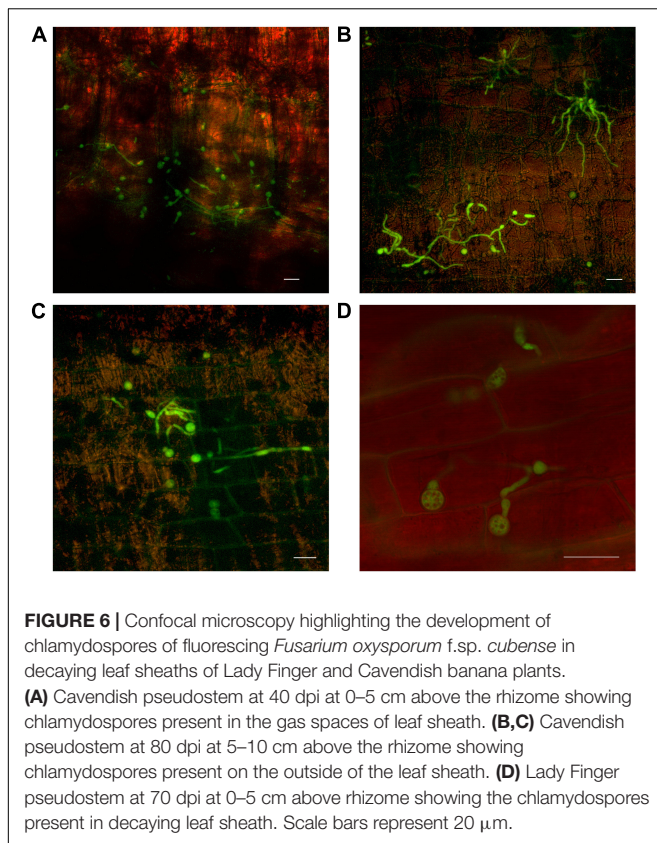 A
B
C
D
FIGURE 6 | Confocal microscopy highlighting the development of
chlamydospores of fluorescing Fusarium oxysporum f.sp. cubense in
decaying leaf sheaths of Lady Finger and Cavendish banana plants.
(A) Cavendish pseudostem at 40 dpi at 0–5 cm above the rhizome showing
chlamydospores present in the gas spaces of leaf sheath. (B,C) Cavendish
pseudostem at 80 dpi at 5–10 cm above the rhizome showing
chlamydospores present on the outside of the leaf sheath. (D) Lady Finger
pseudostem at 70 dpi at 0–5 cm above rhizome showing the chlamydospores
present in decaying leaf sheath. Scale bars represent 20 μm.